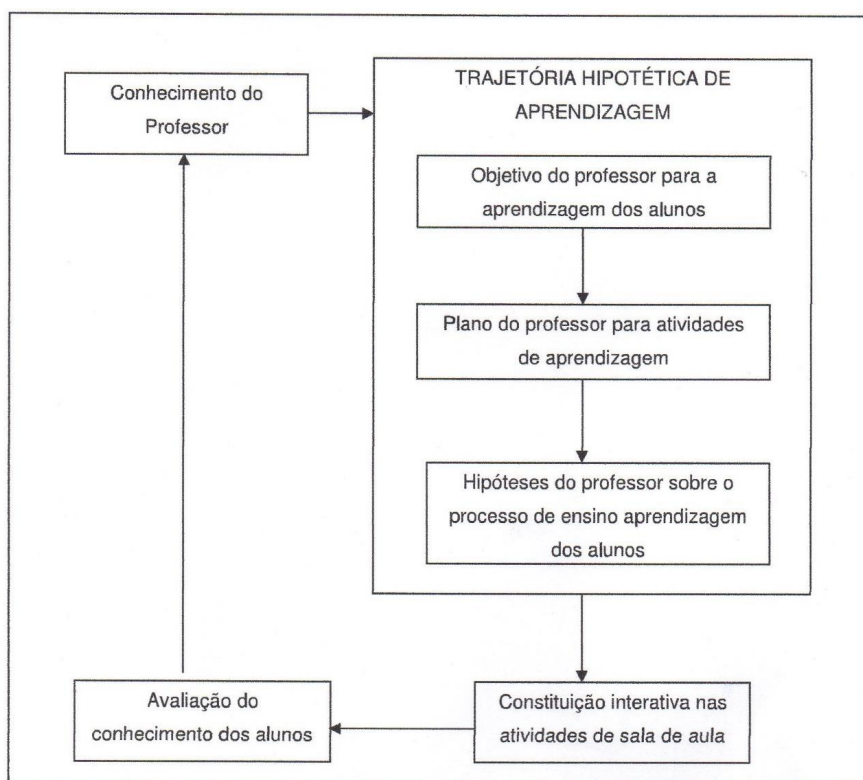 Conhecimento do
Professor
TRAJETÓRIA HIPOTÉTICA DE
APRENDIZAGEM
Objetivo do professor para a
aprendizagem dos alunos
Plano do professor para atividades
de aprendizagem
Hipóteses do professor sobre o
processo de ensino aprendizagem
dos alunos
Avaliação do
conhecimento dos alunos
Constituição interativa nas
atividades de sala de aula